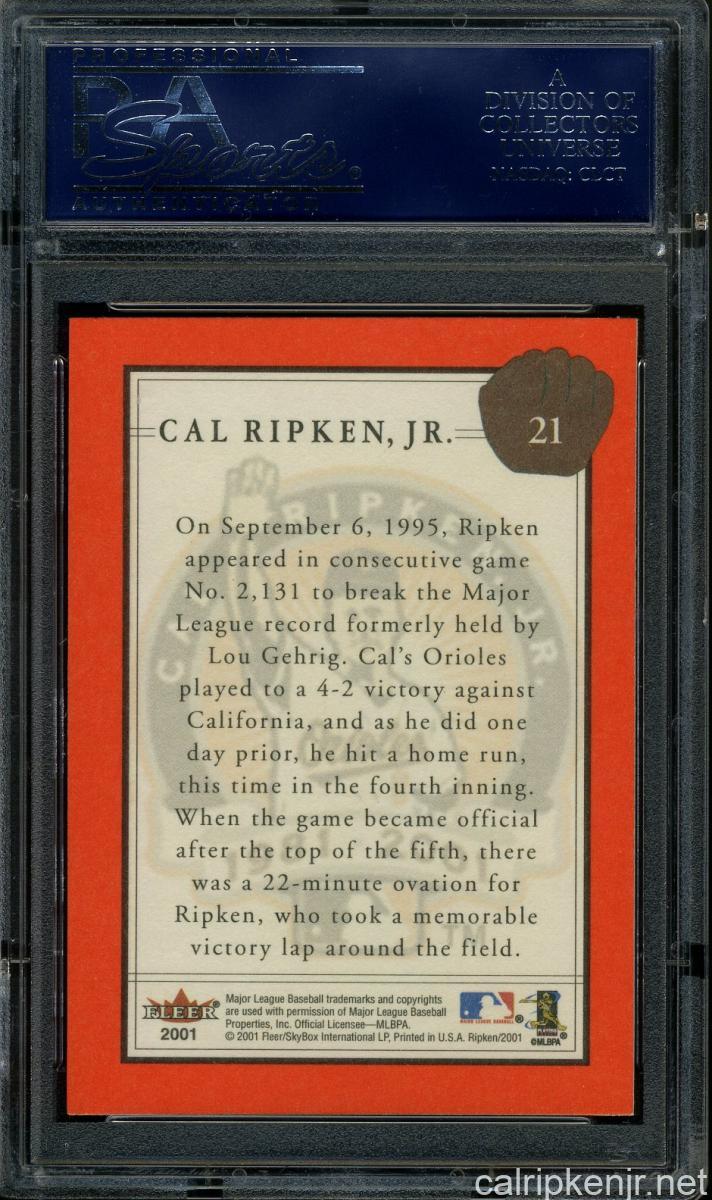 PROFESSIONAL
PSA
Sports®
AUTHENTICATOR
A
DIVISION OF
COLLECTORS
UNIVERSE
NASDAQ: CLCT
CAL RIPKEN, JR.
21
On September 6, 1995, Ripken
appeared in consecutive game
No. 2,131 to break the Major
League record formerly held by
Lou Gehrig. Cal's Orioles
played to a 4-2 victory against
California, and as he did one
day prior, he hit a home run,
this time in the fourth inning.
When the game became official
after the top of the fifth, there
was a 22-minute ovation for
Ripken, who took a memorable
victory lap around the field.
TM
FLEER®
2001
Major League Baseball trademarks and copyrights
are used with permission of Major League Baseball
Properties, Inc. Official Licensee—MLBPA.
© 2001 Fleer/SkyBox International LP, Printed in U.S.A. Ripken/2001
MAJOR LEAGUE BASEBALL®
©MLBPA®
calripkenjr.net